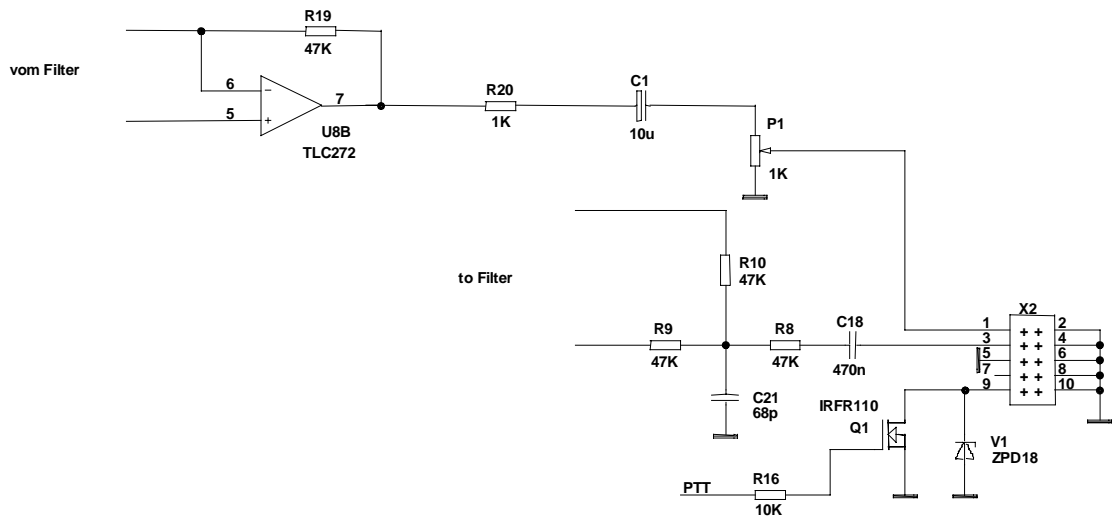 R19
47K
vom Filter
6
5
7
U8B
TLC272
R20
1K
C1
10u
P1
1K
to Filter
R10
47K
R9
47K
R8
47K
C18
470n
C21
68p
X2
1
2
3
4
5
6
7
8
9
10
IRFR110
Q1
V1
ZPD18
PTT
R16
10K